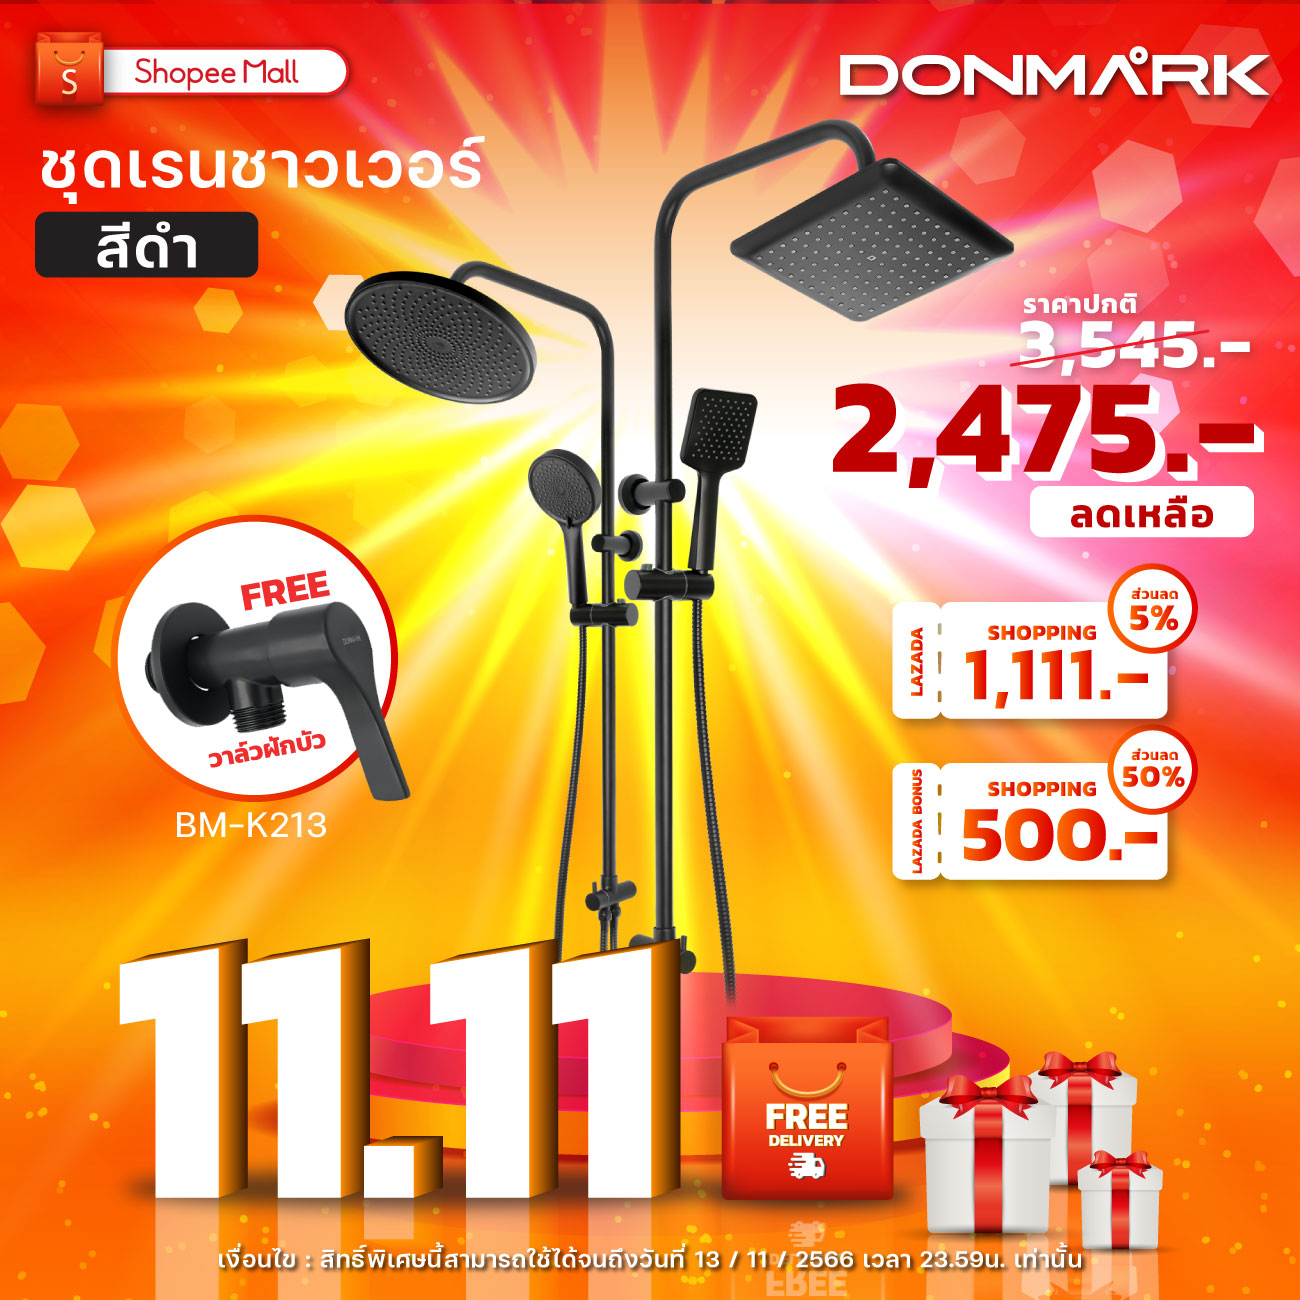 S
Shopee Mall
DONMARK
ชุดเรนชาวเวอร์
สีดำ
ราคาปกติ
3,545.-
2,475.-
ลดเหลือ
FREE
DONMARK
วาล์วฝักบัว
BM-K213
ส่วนลด
5%
LAZADA
SHOPPING
1,111.-
ส่วนลด
50%
LAZADA BONUS
SHOPPING
500.-
11.11
FREE
DELIVERY
เงื่อนไข : สิทธิ์พิเศษนี้สามารถใช้ได้จนถึงวันที่ 13 / 11 / 2566 เวลา 23.59น. เท่านั้น